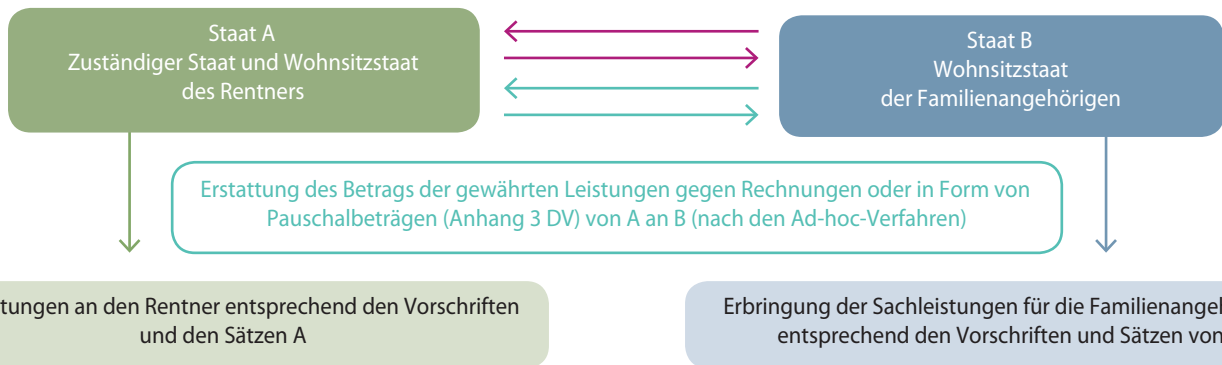 Staat A
Zuständiger Staat und Wohnsitzstaat
des Rentners
Staat B
Wohnsitzstaat
der Familienangehörigen
Erstattung des Betrags der gewährten Leistungen gegen Rechnungen oder in Form von
Pauschalbeträgen (Anhang 3 DV) von A an B (nach den Ad-hoc-Verfahren)
an den Rentner entsprechend den Vorschriften
und den Sätzen A
Erbringung der Sachleistungen für die
entsprechend den Vorschriften und Sätzen von